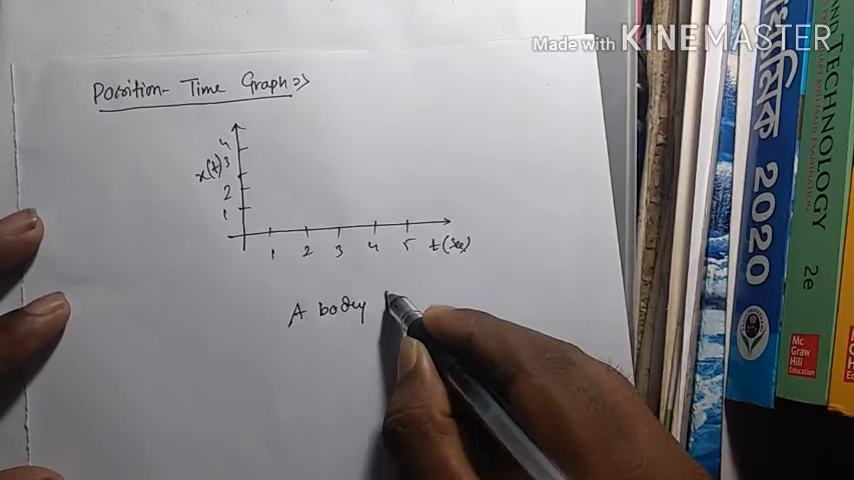 Made with KINEMASTER
Position- Time Graph
4
3
x(t)
2
1
1 2 3 4 5 t(sec)
A body
2020
TECHNOLOGY
2e
Mc Graw Hill Education